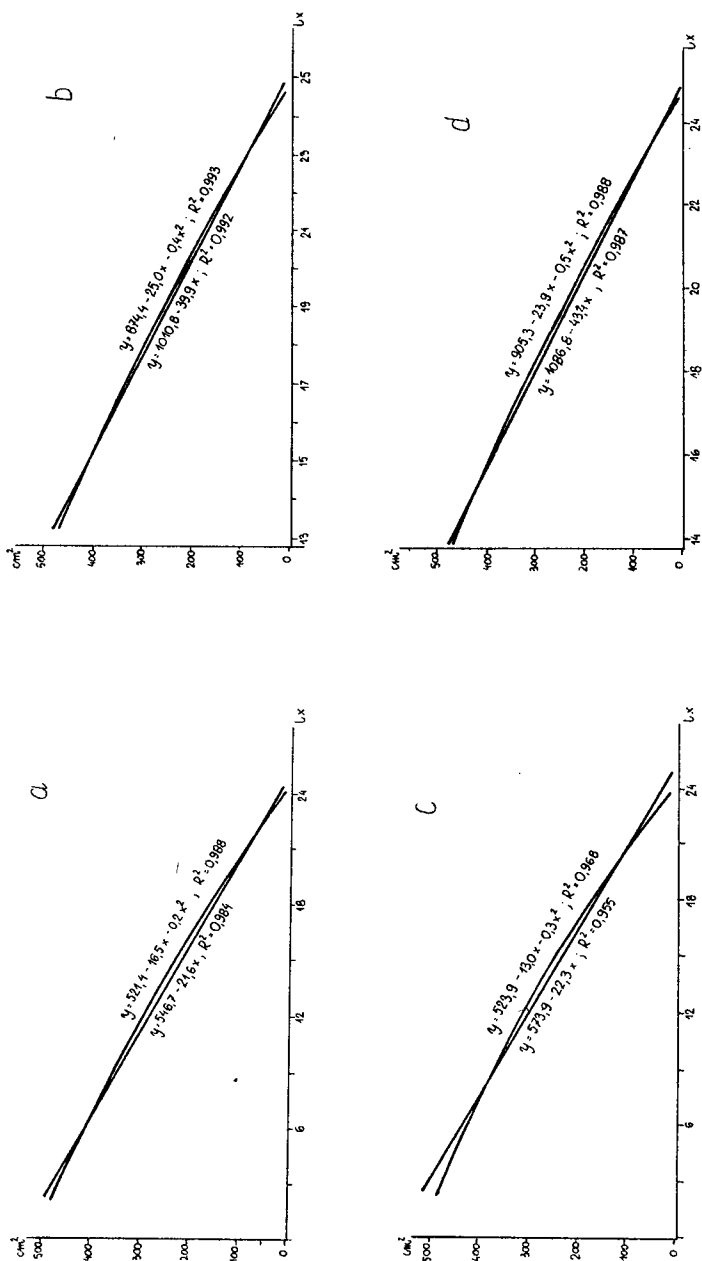 a
cm²
500
400
300
200
100
0
6
12
18
24
Lx
y=521,4-16,5x-0,2x² ; R²=0,988
y=546,7-21,6x ; R²=0,984
b
cm²
500
400
300
200
100
0
13
15
17
19
21
23
25
Lx
y=874,4-25,0x-0,4x² ; R²=0,993
y=1010,8-39,9x ; R²=0,992
c
cm²
500
400
300
200
100
0
6
12
18
24
Lx
y=529,9-13,0x-0,3x² ; R²=0,968
y=573,9-22,3x ; R²=0,955
d
cm²
500
400
300
200
100
0
14
16
18
20
22
24
Lx
y=905,3-23,9x-0,5x² ; R²=0,988
y=1086,8-43,1x ; R²=0,987